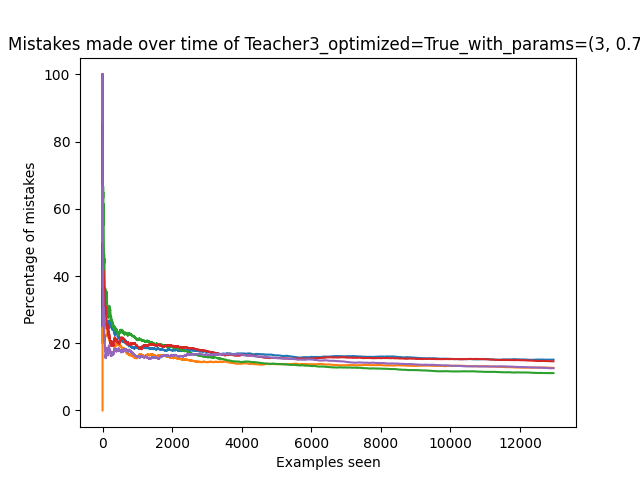 Mistakes made over time of Teacher3_optimized=True_with_params=(3, 0.7
Percentage of mistakes
100
80
60
40
20
0
0 2000 4000 6000 8000 10000 12000
Examples seen